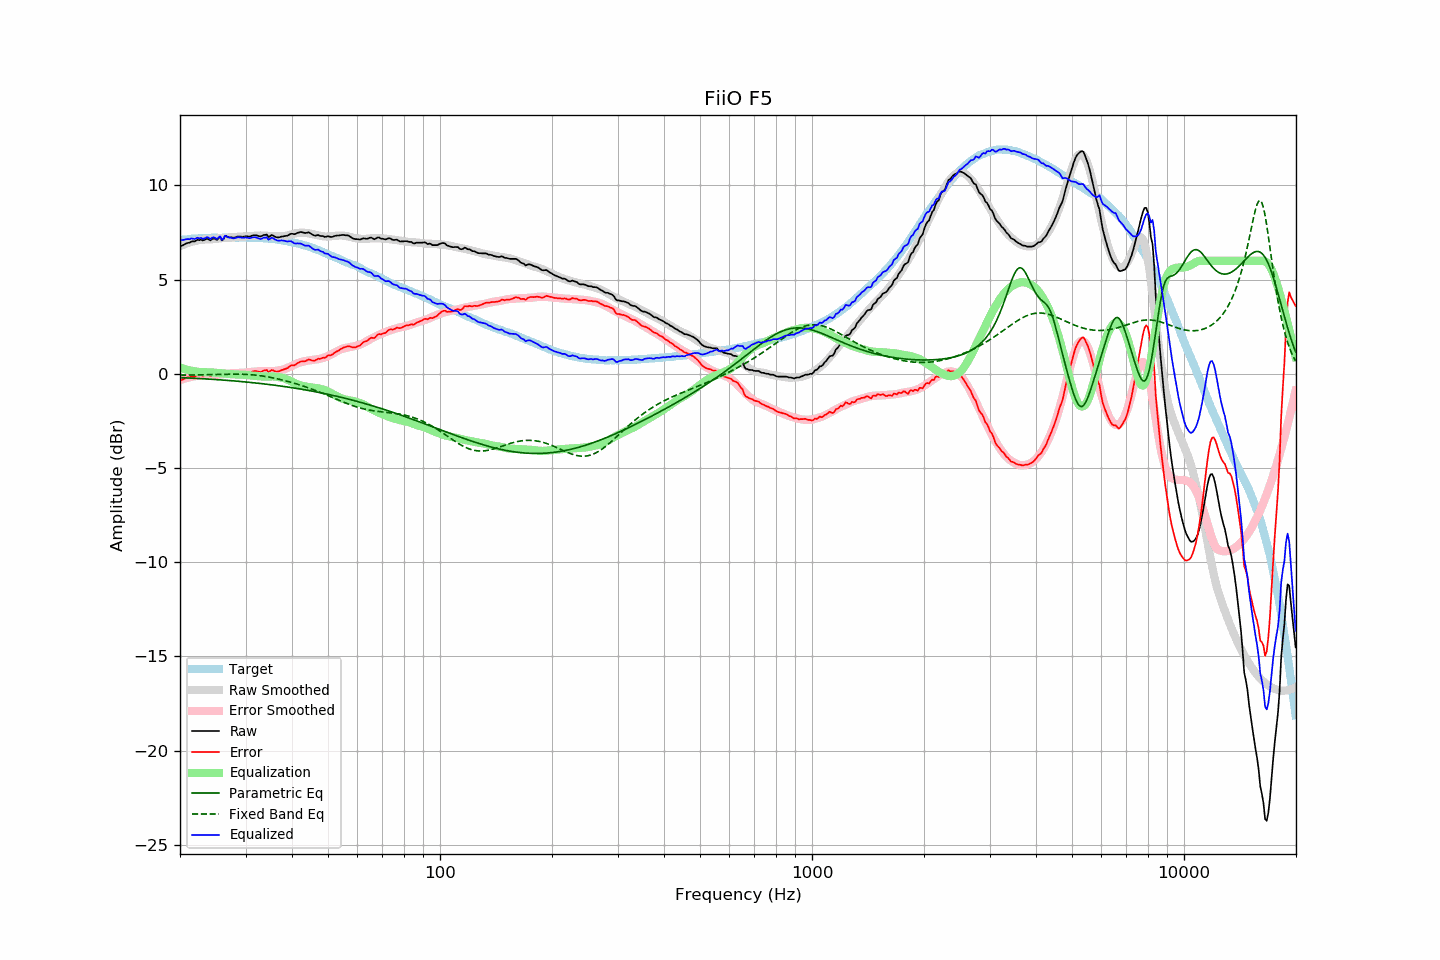 FiiO F5
Amplitude (dBr)
10
5
0
−5
−10
−15
−20
−25
Target
Raw Smoothed
Error Smoothed
Raw
Error
Equalization
Parametric Eq
Fixed Band Eq
Equalized
100
1000
10000
Frequency (Hz)